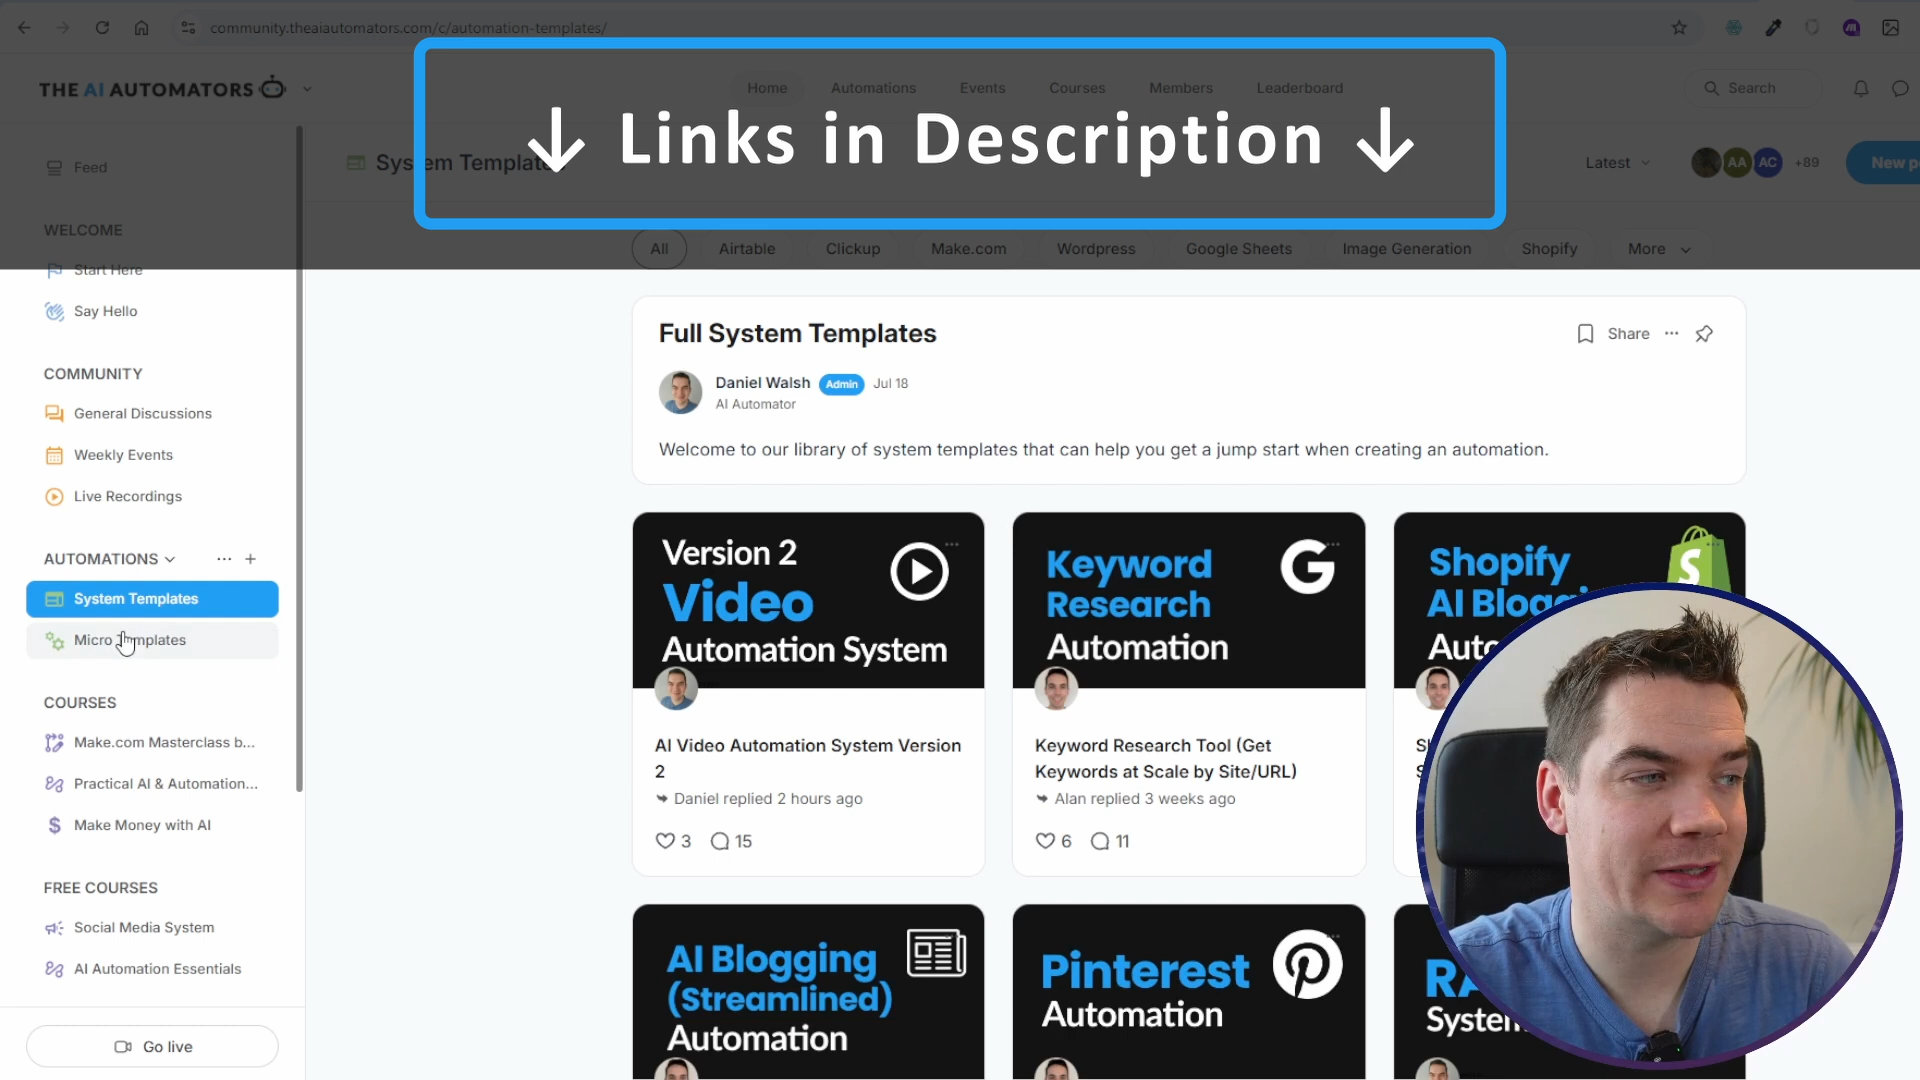 community.theaiautomators.com/c/automation-templates/
THE AI AUTOMATORS
Home
Automations
Events
Courses
Members
Leaderboard
Search
↓ Links in Description ↓
Feed
System
Latest
AA
AC
+89
New
WELCOME
Start Here
Say Hello
COMMUNITY
General Discussions
Weekly Events
Live Recordings
AUTOMATIONS
System Templates
Micro
COURSES
Make.com Masterclass b...
Practical AI & Automation...
Make Money with AI
FREE COURSES
Social Media System
AI Automation Essentials
Go live
All
Airtable
Clickup
Make.com
Wordpress
Google Sheets
Image Generation
Shopify
More
Full System Templates
Share
Daniel Walsh
Admin
Jul 18
AI Automator
Welcome to our library of system templates that can help you get a jump start when creating an automation.
Version 2
Video
Automation System
AI Video Automation System Version
2
Daniel replied 2 hours ago
3
15
Keyword
Research
Automation
Keyword Research Tool (Get
Keywords at Scale by Site/URL)
Alan replied 3 weeks ago
6
11
Shopify
AI
AI Blogging
(Streamlined)
Automation
Pinterest
Automation